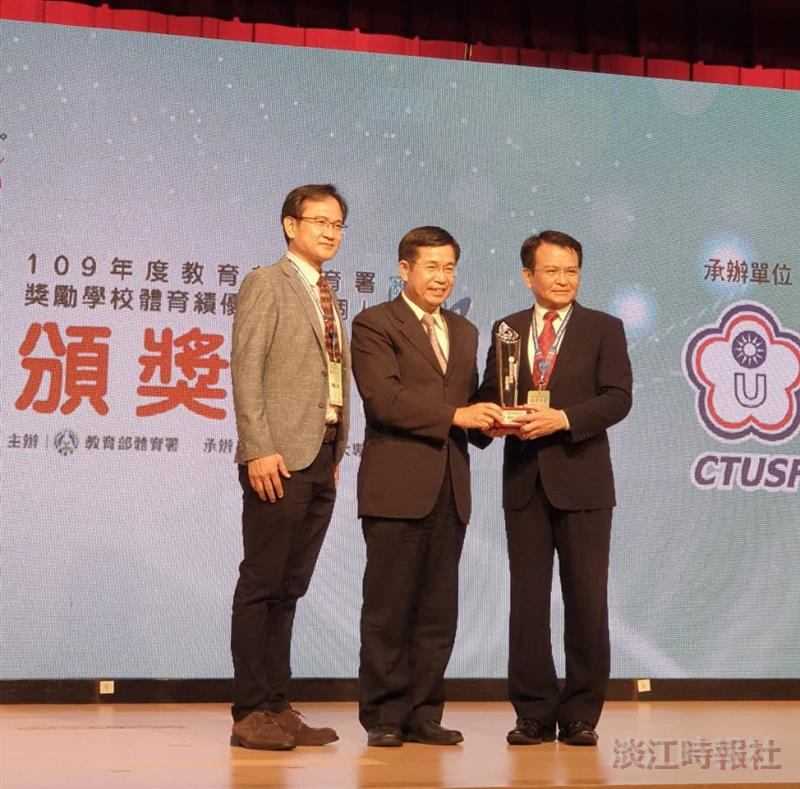 109年度教育 育署
獎勵學校體育績優
頒獎
主辦 教育部體育署 承辦
承辦單位
U
CTUSF
淡江時報社